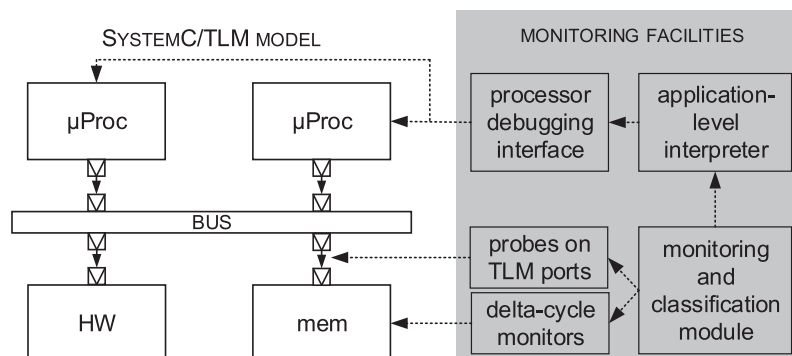 SYSTEMC/TLM MODEL
MONITORING FACILITIES
µProc
µProc
processor
debugging
interface
application-
level
interpreter
BUS
probes on
TLM ports
monitoring
and
classification
module
HW
mem
delta-cycle
monitors